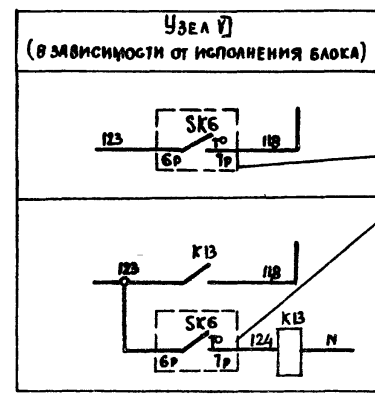 Узел V
(в зависимости от исполнения блока)
SK6
123
118
6р
7р
К13
123
118
SK6
К13
124
N
6р
7р